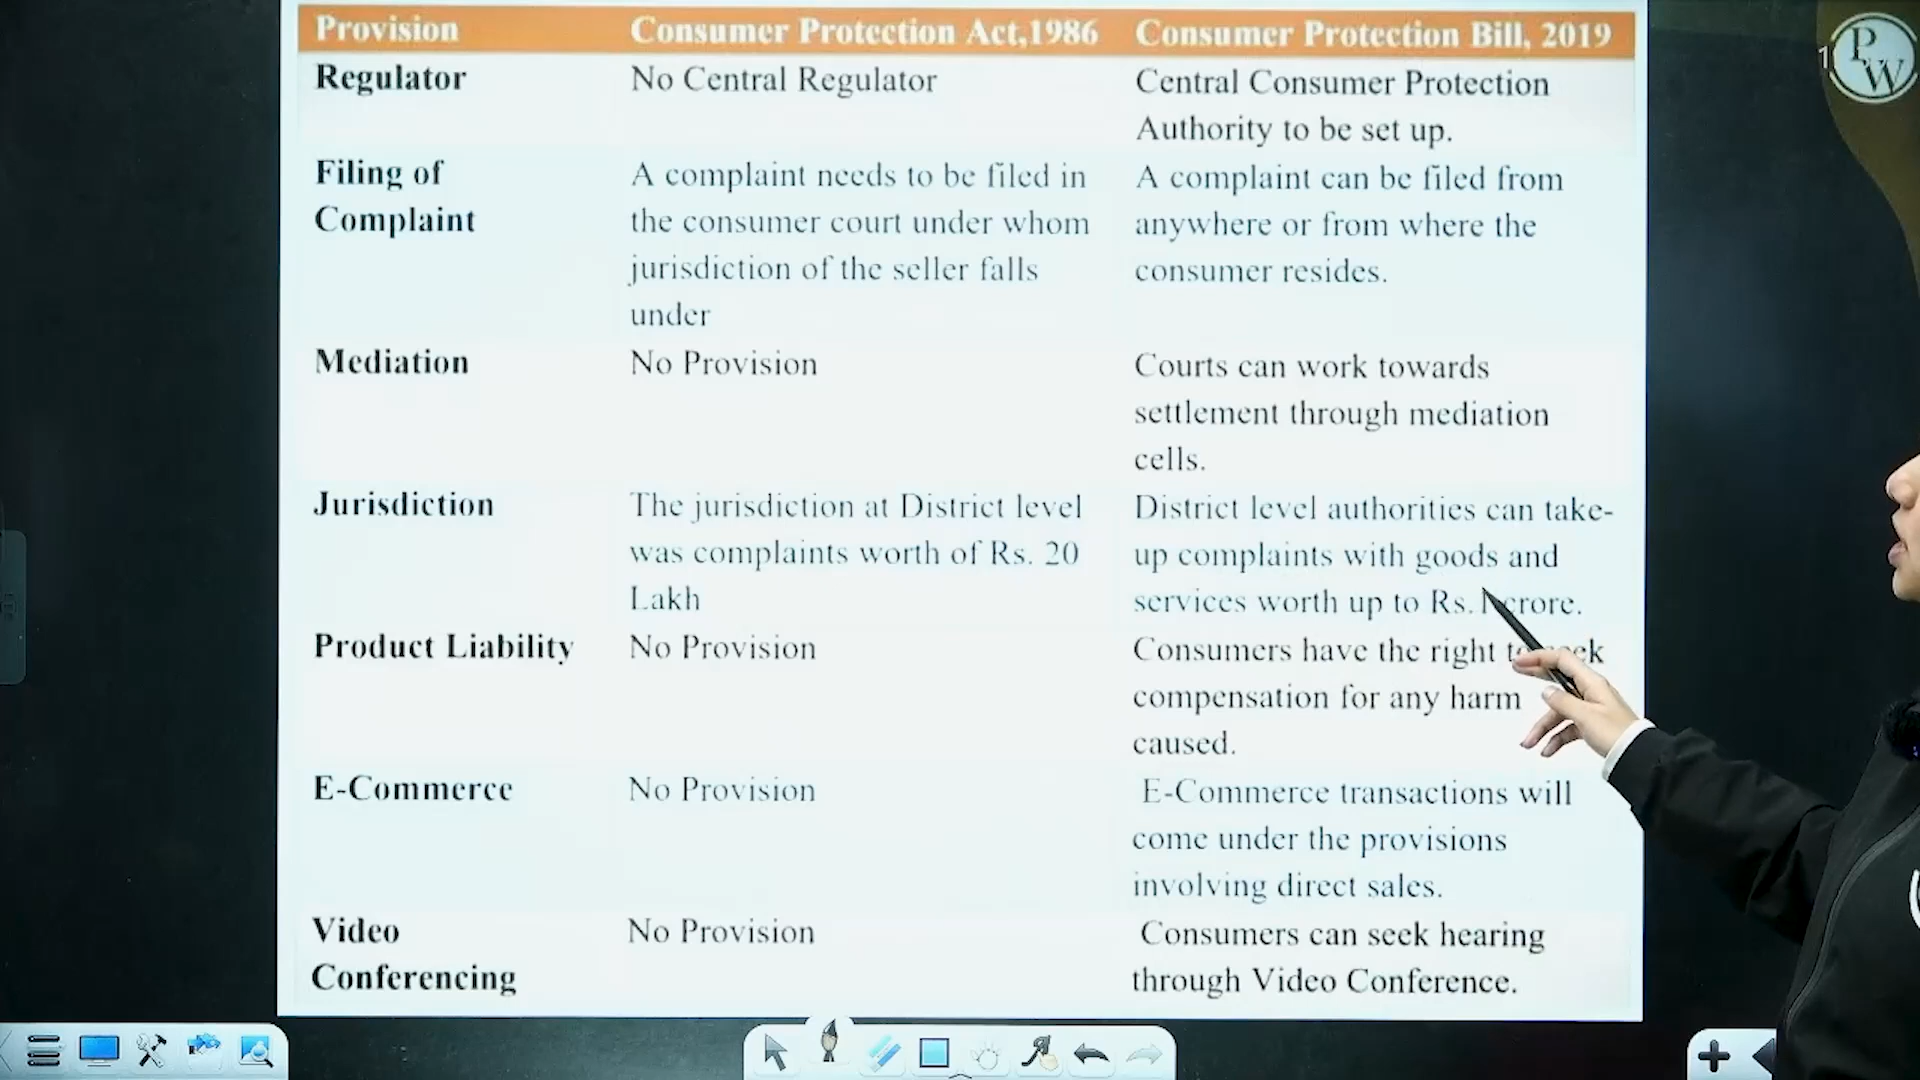 Provision Consumer Protection Act,1986 Consumer Protection Bill, 2019
Regulator No Central Regulator Central Consumer Protection
Authority to be set up.
Filing of A complaint needs to be filed in A complaint can be filed from
Complaint the consumer court under whom anywhere or from where the
jurisdiction of the seller falls consumer resides.
under
Mediation No Provision Courts can work towards
settlement through mediation
cells.
Jurisdiction The jurisdiction at District level District level authorities can take-
was complaints worth of Rs. 20 up complaints with goods and
Lakh services worth up to Rs. crore.
Product Liability No Provision Consumers have the right
compensation for any harm
caused.
E-Commerce No Provision E-Commerce transactions will
come under the provisions
involving direct sales.
Video No Provision Consumers can seek hearing
Conferencing through Video Conference.
PW